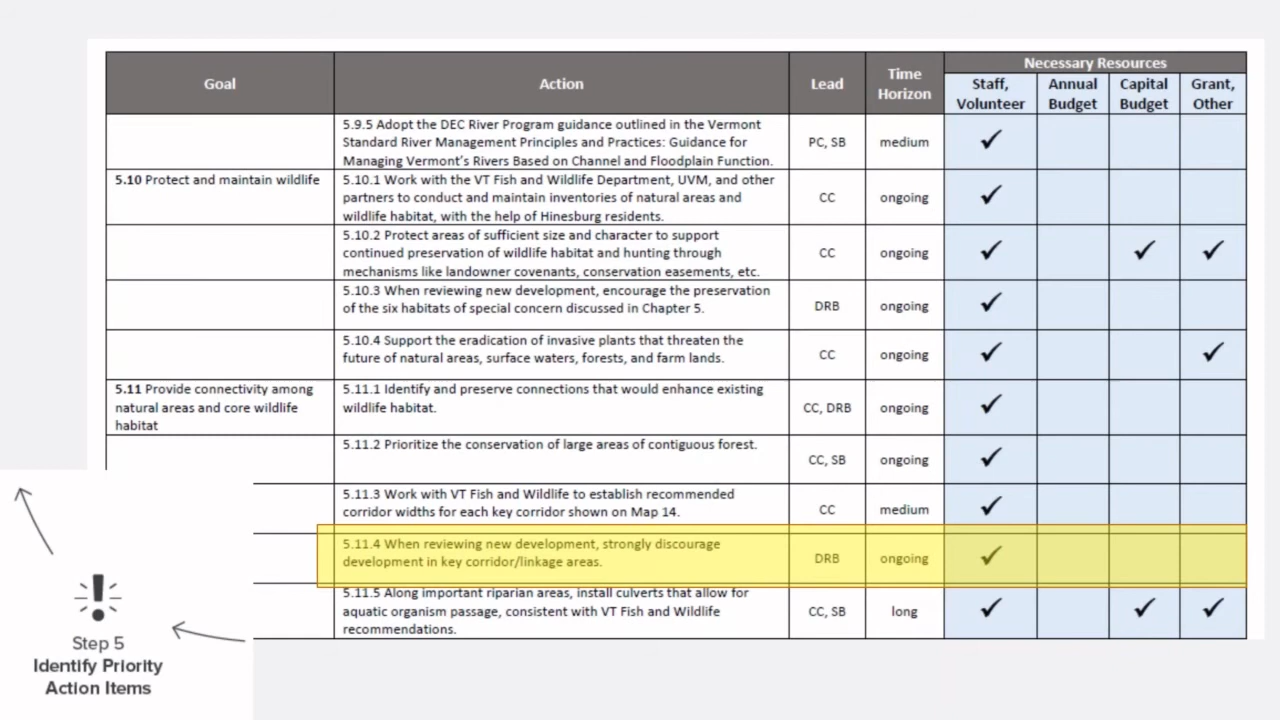 Goal Action Lead Time Horizon Necessary Resources
Staff, Volunteer Annual Budget Capital Budget Grant, Other
5.9.5 Adopt the DEC River Program guidance outlined in the Vermont
Standard River Management Principles and Practices: Guidance for
Managing Vermont's Rivers Based on Channel and Floodplain Function.
PC, SB medium ✓
5.10 Protect and maintain wildlife
5.10.1 Work with the VT Fish and Wildlife Department, UVM, and other
partners to conduct and maintain inventories of natural areas and
wildlife habitat, with the help of Hinesburg residents.
CC ongoing ✓
5.10.2 Protect areas of sufficient size and character to support
continued preservation of wildlife habitat and hunting through
mechanisms like landowner covenants, conservation easements, etc.
CC ongoing ✓ ✓ ✓
5.10.3 When reviewing new development, encourage the preservation
of the six habitats of special concern discussed in Chapter 5.
DRB ongoing ✓
5.10.4 Support the eradication of invasive plants that threaten the
future of natural areas, surface waters, forests, and farm lands.
CC ongoing ✓ ✓
5.11 Provide connectivity among
natural areas and core wildlife
habitat
5.11.1 Identify and preserve connections that would enhance existing
wildlife habitat.
CC, DRB ongoing ✓
5.11.2 Prioritize the conservation of large areas of contiguous forest.
CC, SB ongoing ✓
5.11.3 Work with VT Fish and Wildlife to establish recommended
corridor widths for each key corridor shown on Map 14.
CC medium ✓
5.11.4 When reviewing new development, strongly discourage
development in key corridor/linkage areas.
DRB ongoing ✓
5.11.5 Along important riparian areas, install culverts that allow for
aquatic organism passage, consistent with VT Fish and Wildlife
recommendations.
CC, SB long ✓ ✓ ✓
Step 5
Identify Priority
Action Items